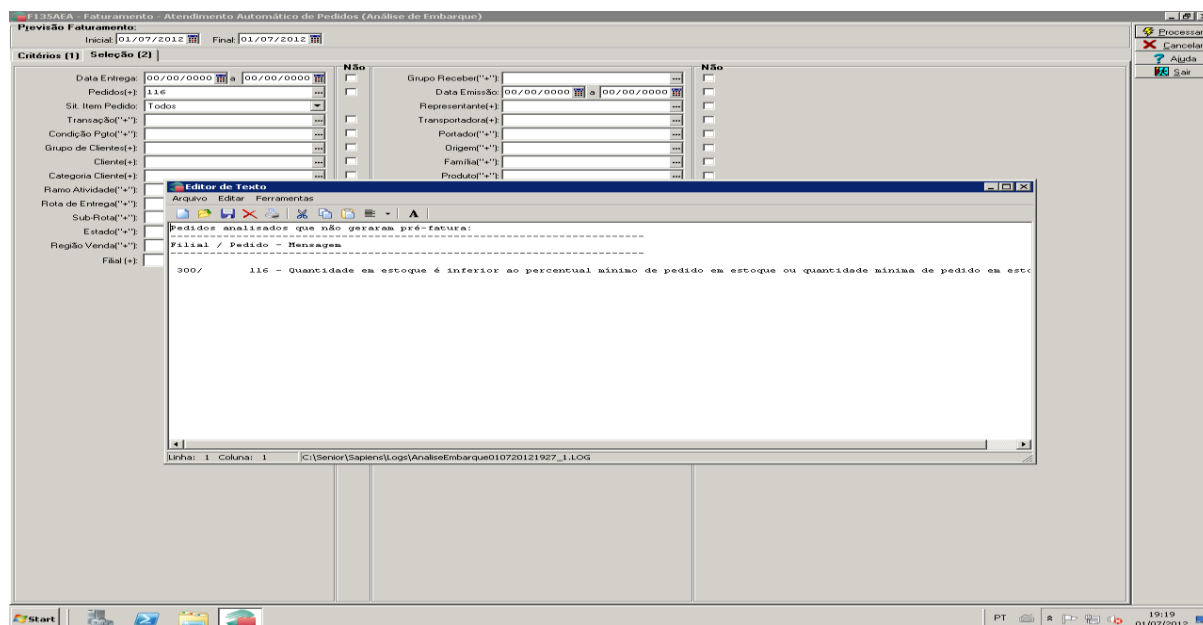 F135AEA - Faturamento - Atendimento Automático de Pedidos (Análise de Embarque)
Previsão Faturamento:
Inicial: 01/07/2012 Final: 01/07/2012
Critérios (1) Seleção (2)
Processar
Cancelar
Ajuda
Sair
Não
Data Entrega: 00/00/0000 a 00/00/0000
Pedidos(+): 116
Sit. Item Pedido: Todos
Transação("+"):
Condição Pgto("+"):
Grupo de Clientes(+):
Cliente(+):
Categoria Cliente(+):
Ramo Atividade("+"):
Rota de Entrega("+"):
Sub-Rota("+"):
Estado("+"):
Região Venda("+"):
Filial (+):
Não
Grupo Receber("+"):
Data Emissão: 00/00/0000 a 00/00/0000
Representante(+):
Transportadora(+):
Portador("+"):
Origem("+"):
Família("+"):
Produto("+"):
Editor de Texto
Arquivo Editar Ferramentas
A
Pedidos analisados que não geraram pré-fatura:
------------------------------------------------------------------------
Filial / Pedido - Mensagem
------------------------------------------------------------------------
300/ 116 - Quantidade em estoque é inferior ao percentual mínimo de pedido em estoque ou quantidade mínima de pedido em esto
Linha: 1 Coluna: 1 C:\Senior\Sapiens\Logs\AnaliseEmbarque010720121927_1.LOG
Start
PT
19:19
01/07/2012